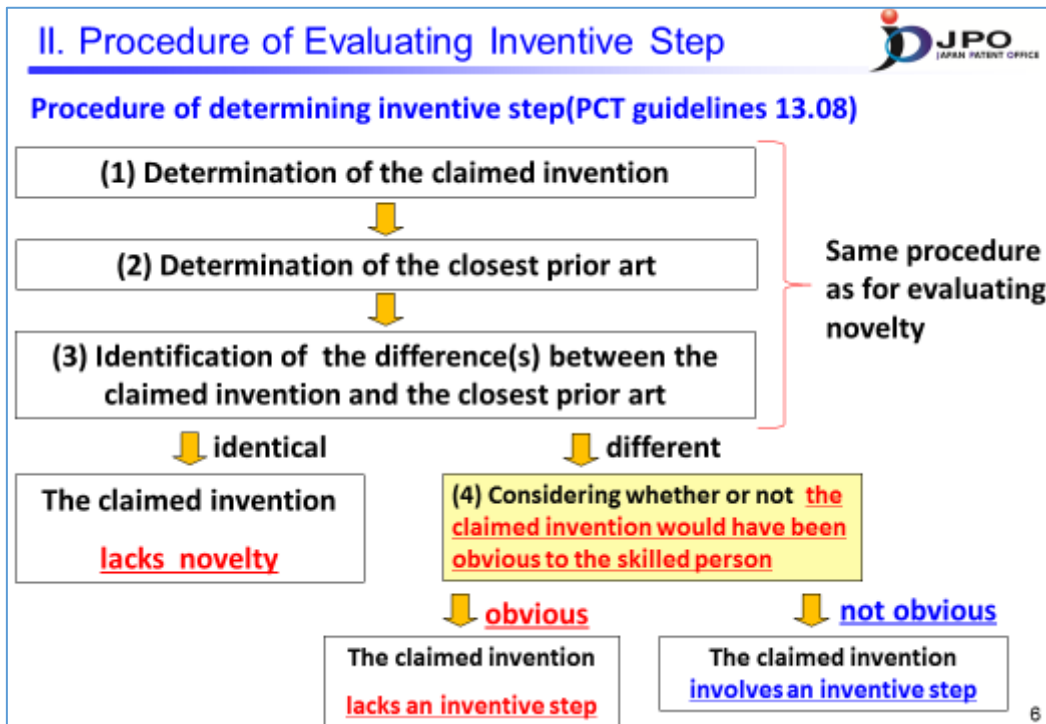 II. Procedure of Evaluating Inventive Step
JPO
JAPAN PATENT OFFICE
Procedure of determining inventive step(PCT guidelines 13.08)
(1) Determination of the claimed invention
(2) Determination of the closest prior art
(3) Identification of the difference(s) between the
claimed invention and the closest prior art
Same procedure
as for evaluating
novelty
identical
different
The claimed invention
lacks novelty
(4) Considering whether or not the
claimed invention would have been
obvious to the skilled person
obvious
not obvious
The claimed invention
lacks an inventive step
The claimed invention
involves an inventive step
6